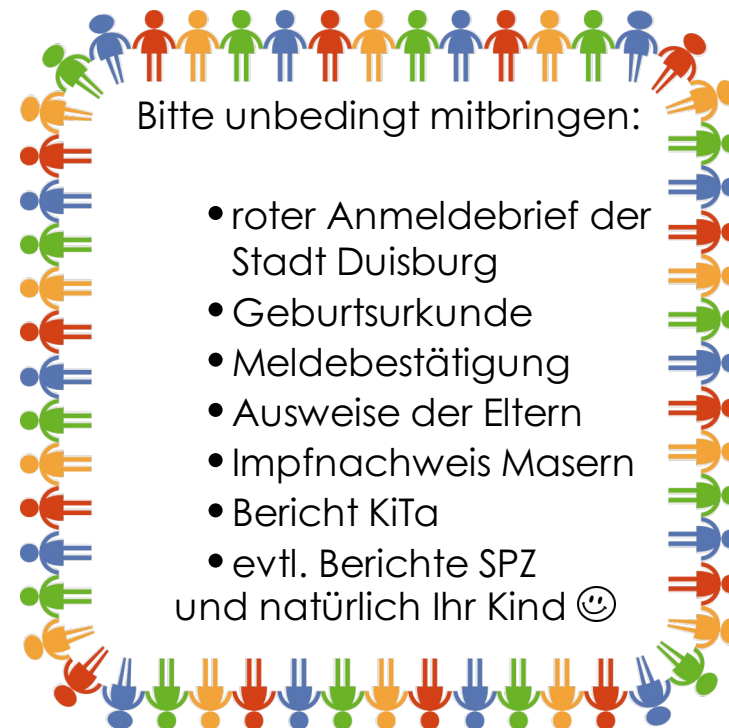 Bitte unbedingt mitbringen:
• roter Anmeldebrief der
Stadt Duisburg
• Geburtsurkunde
• Meldebestätigung
• Ausweise der Eltern
• Impfnachweis Masern
• Bericht KiTa
• evtl. Berichte SPZ
und natürlich Ihr Kind ☺